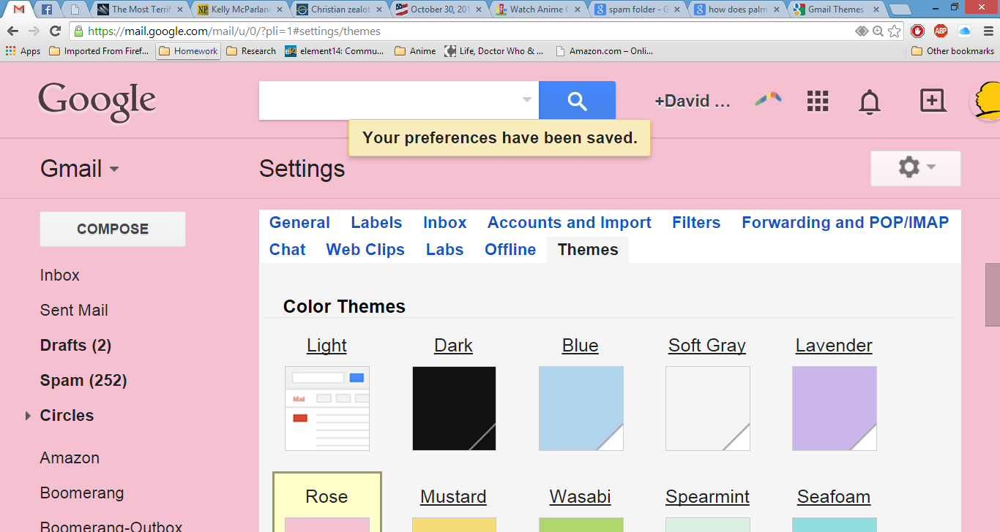 The Most Terrif
Kelly McParlan
Christian zealot
October 30, 201
Watch Anime C
spam folder - G
how does palm
Gmail Themes -
https://mail.google.com/mail/u/0/?pli=1#settings/themes
ABP
Apps Imported From Firef... Homework Research element14: Commu... Anime Life, Doctor Who & ... Amazon.com – Onli... Other bookmarks
Google
+David ...
Your preferences have been saved.
Gmail
Settings
COMPOSE
Inbox
Sent Mail
Drafts (2)
Spam (252)
Circles
Amazon
Boomerang
Boomerang-Outbox
General Labels Inbox Accounts and Import Filters Forwarding and POP/IMAP
Chat Web Clips Labs Offline Themes
Color Themes
Light Dark Blue Soft Gray Lavender
Mail
Rose Mustard Wasabi Spearmint Seafoam